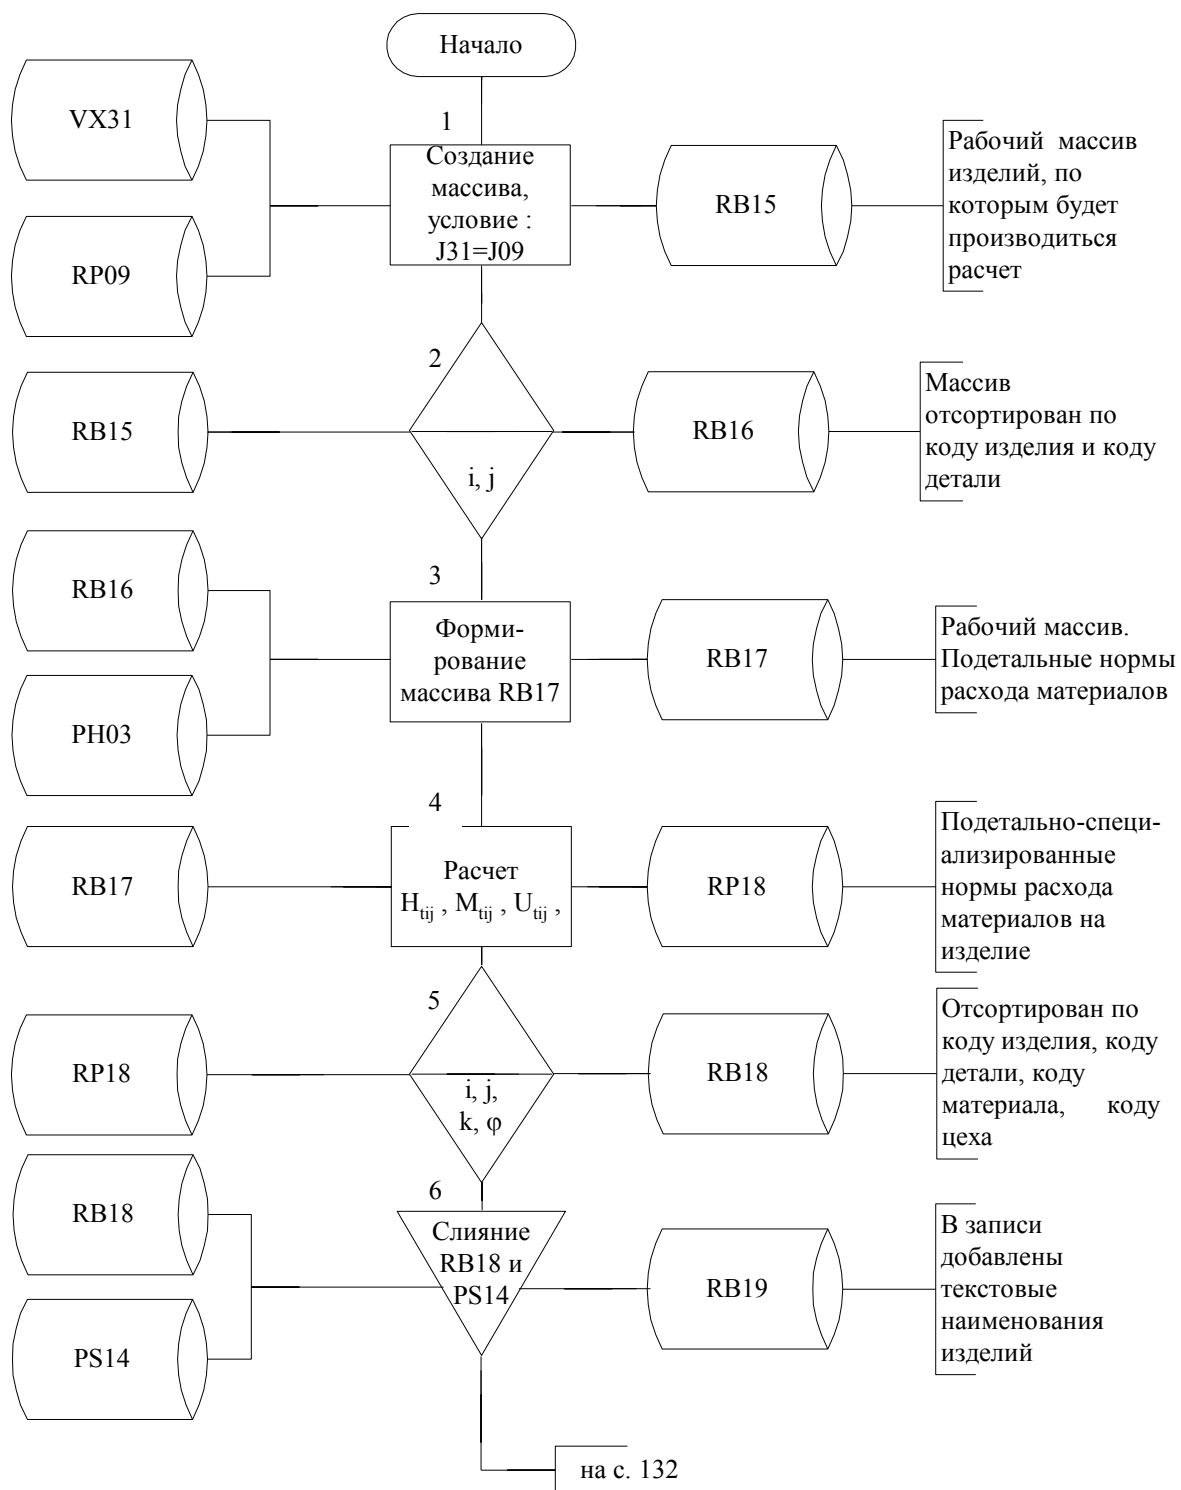 Начало
VX31
1
Создание
массива,
условие :
J31=J09
RP09
RB15
Рабочий массив
изделий, по
которым будет
производиться
расчет
2
RB15
i, j
RB16
Массив
отсортирован по
коду изделия и коду
детали
RB16
3
Форми-
рование
массива RB17
PH03
RB17
Рабочий массив.
Подетальные нормы
расхода материалов
4
RB17
Расчет
H_tij , M_tij , U_tij ,
RP18
Подетально-специ-
ализированные
нормы расхода
материалов на
изделие
5
RP18
i, j,
k, φ
RB18
Отсортирован по
коду изделия, коду
детали, коду
материала, коду
цеха
RB18
6
Слияние
RB18 и
PS14
PS14
RB19
В записи
добавлены
текстовые
наименования
изделий
на с. 132